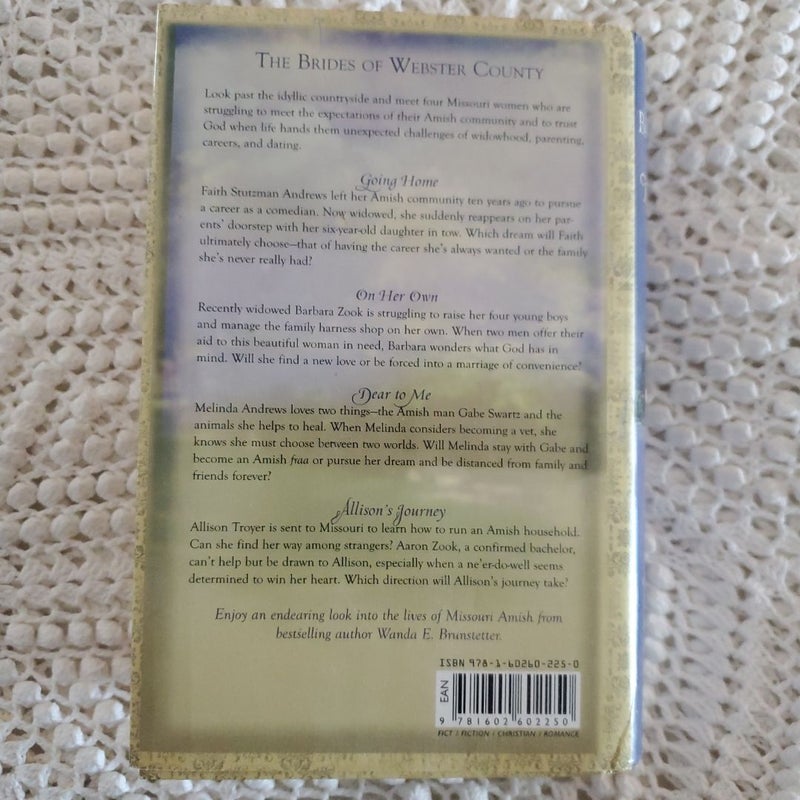 THE BRIDES OF WEBSTER COUNTY
Look past the idyllic countryside and meet four Missouri women who are
struggling to meet the expectations of their Amish community and to trust
God when life hands them unexpected challenges of widowhood, parenting,
careers, and dating.
Going Home
Faith Stutzman Andrews left her Amish community ten years ago to pursue
a career as a comedian. Now widowed, she suddenly reappears on her par-
ents' doorstep with her six-year-old daughter in tow. Which dream will Faith
ultimately choose—that of having the career she's always wanted or the family
she's never really had?
On Her Own
Recently widowed Barbara Zook is struggling to raise her four young boys
and manage the family harness shop on her own. When two men offer their
aid to this beautiful woman in need, Barbara wonders what God has in
mind. Will she find a new love or be forced into a marriage of convenience?
Dear to Me
Melinda Andrews loves two things—the Amish man Gabe Swartz and the
animals she helps to heal. When Melinda considers becoming a vet, she
knows she must choose between two worlds. Will Melinda stay with Gabe and
become an Amish fraa or pursue her dream and be distanced from family and
friends forever?
Allison's Journey
Allison Troyer is sent to Missouri to learn how to run an Amish household.
Can she find her way among strangers? Aaron Zook, a confirmed bachelor,
can't help but be drawn to Allison, especially when a ne'er-do-well seems
determined to win her heart. Which direction will Allison's journey take?
Enjoy an endearing look into the lives of Missouri Amish from
bestselling author Wanda E. Brunstetter.
ISBN 978-1-60260-225-0
EAN
9 781602 602250
FICT / FICTION / CHRISTIAN / ROMANCE